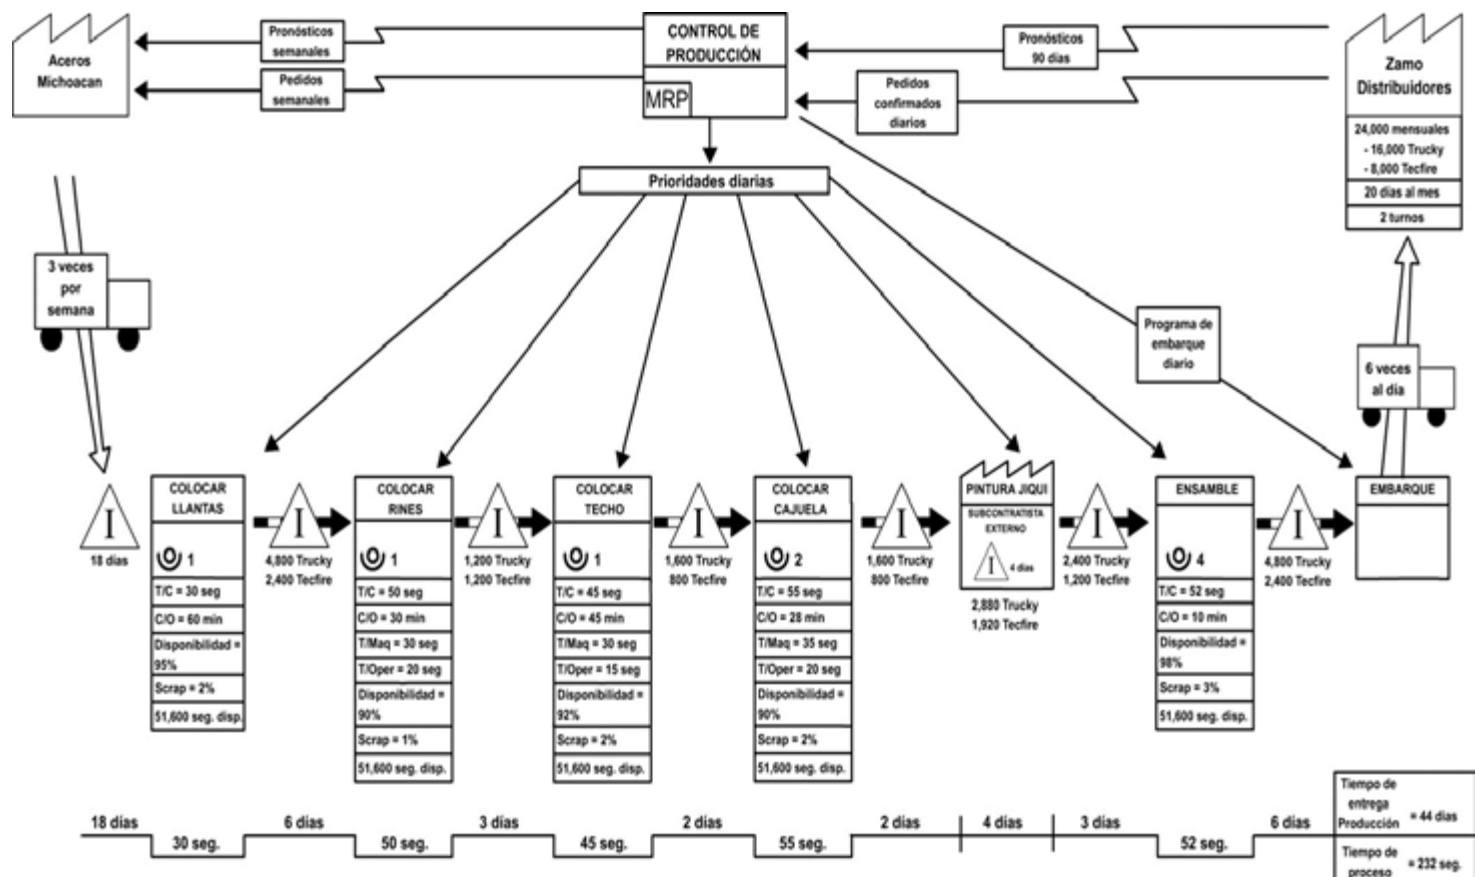 Aceros
Michoacan
Pronósticos
semanales
Pedidos
semanales
CONTROL DE
PRODUCCIÓN
MRP
Pronósticos
90 dias
Pedidos
confirmados
diarios
Zamo
Distribuidores
24,000 mensuales
- 16,000 Trucky
- 8,000 Tecfire
20 dias al mes
2 turnos
Prioridades diarias
3 veces
por
semana
Programa de
embarque
diario
6 veces
al día
I
18 dias
COLOCAR
LLANTAS
1
T/C = 30 seg
C/O = 60 min
Disponibilidad =
95%
Scrap = 2%
51,600 seg. disp.
I
4,800 Trucky
2,400 Tecfire
COLOCAR
RINES
1
T/C = 50 seg
C/O = 30 min
T/Maq = 30 seg
T/Oper = 20 seg
Disponibilidad =
90%
Scrap = 1%
51,600 seg. disp.
I
1,200 Trucky
1,200 Tecfire
COLOCAR
TECHO
1
T/C = 45 seg
C/O = 45 min
T/Maq = 30 seg
T/Oper = 15 seg
Disponibilidad =
92%
Scrap = 2%
51,600 seg. disp.
I
1,600 Trucky
800 Tecfire
COLOCAR
CAJUELA
2
T/C = 55 seg
C/O = 28 min
T/Maq = 35 seg
T/Oper = 20 seg
Disponibilidad =
90%
Scrap = 2%
51,600 seg. disp.
I
1,600 Trucky
800 Tecfire
PINTURA JIQUI
SUBCONTRATISTA
EXTERNO
I 4 dias
2,880 Trucky
1,920 Tecfire
I
2,400 Trucky
1,200 Tecfire
ENSAMBLE
4
T/C = 52 seg
C/O = 10 min
Disponibilidad =
98%
Scrap = 3%
51,600 seg. disp.
I
4,800 Trucky
2,400 Tecfire
EMBARQUE
18 días
30 seg.
6 días
50 seg.
3 días
45 seg.
2 días
55 seg.
2 días
4 días
3 días
52 seg.
6 días
Tiempo de
entrega
Producción = 44 dias
Tiempo de
proceso = 232 seg.